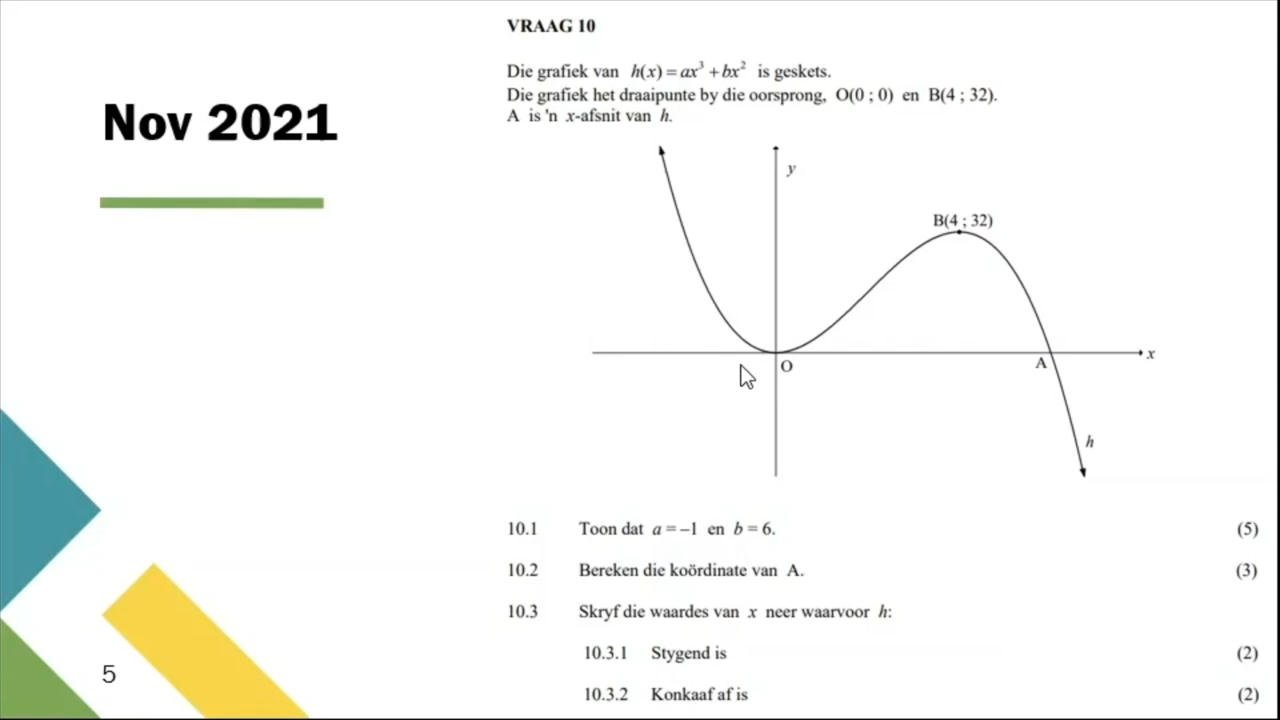 Nov 2021
VRAAG 10
Die grafiek van h(x) = ax³ + bx² is geskets.
Die grafiek het draaipunte by die oorsprong, O(0 ; 0) en B(4 ; 32).
A is 'n x-afsnit van h.
y
B(4 ; 32)
x
O
A
h
10.1 Toon dat a = –1 en b = 6. (5)
10.2 Bereken die koördinate van A. (3)
10.3 Skryf die waardes van x neer waarvoor h:
10.3.1 Stygend is (2)
10.3.2 Konkaaf af is (2)
5